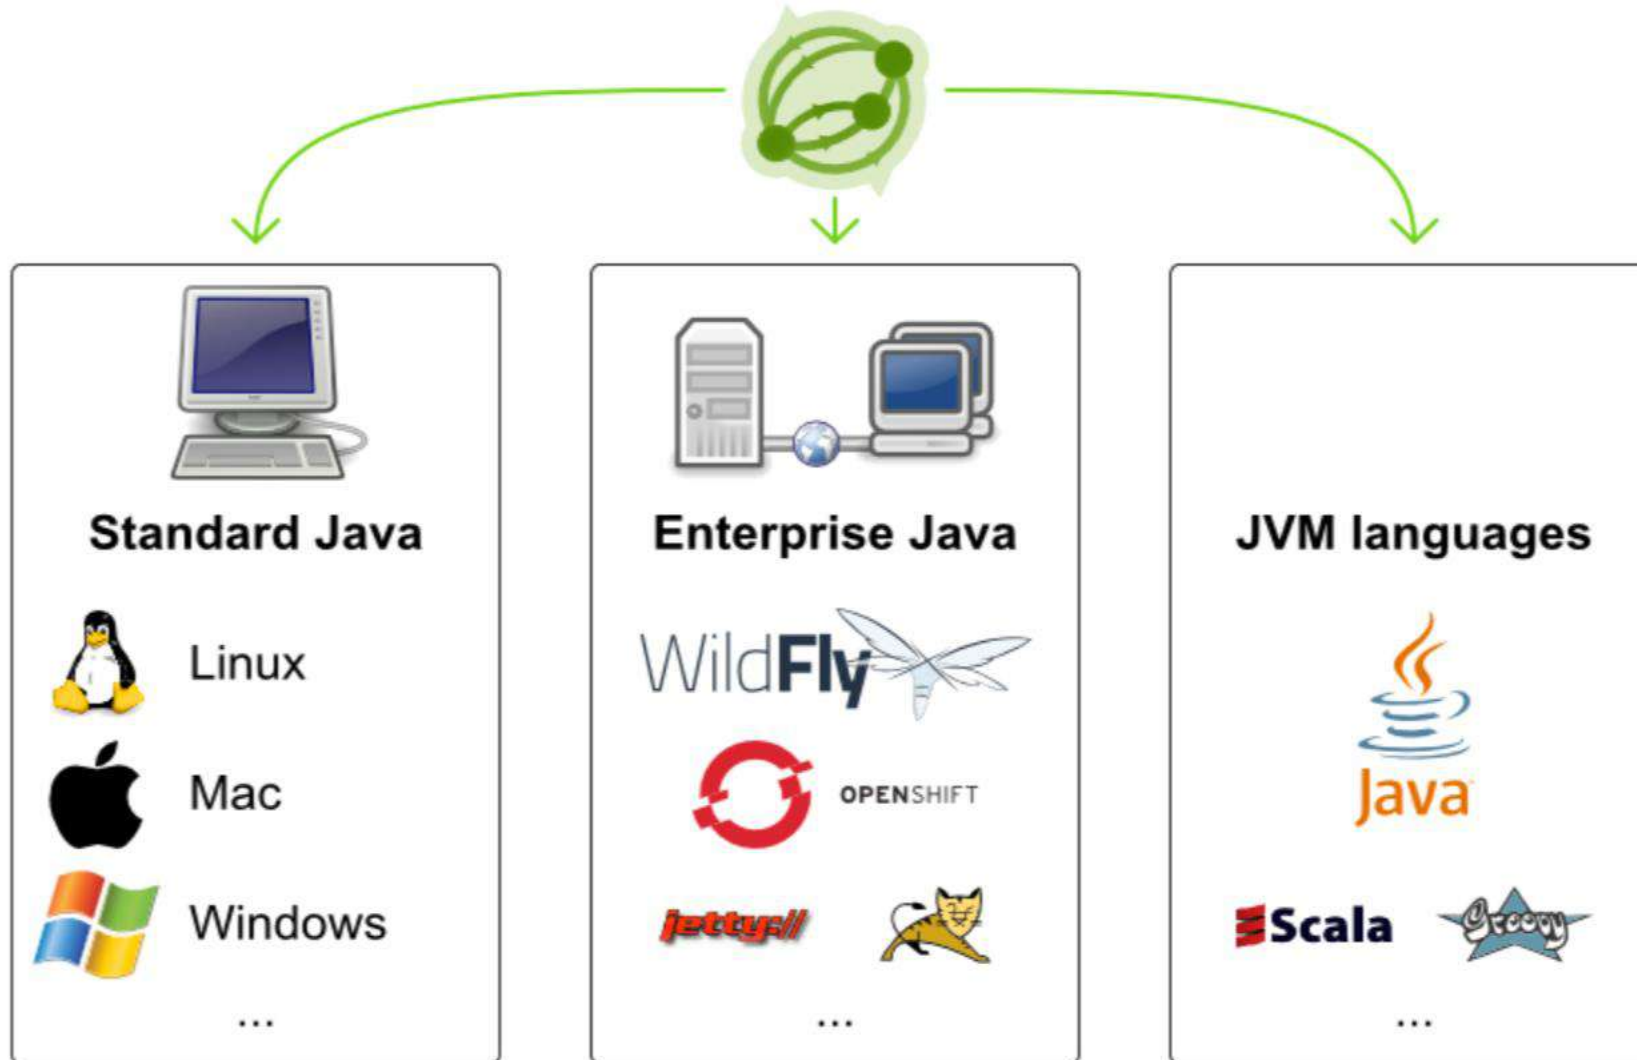 Standard Java
Linux
Mac
Windows
...
Enterprise Java
WildFly
OPENSHIFT
jetty://
...
JVM languages
Java
Scala
Groovy
...